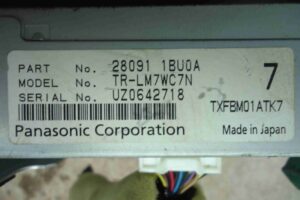 PART No. 28091 1BU0A
MODEL No. TR-LM7WC7N
SERIAL No. UZ0642718
7
TXFBM01ATK7
Panasonic Corporation
Made in Japan